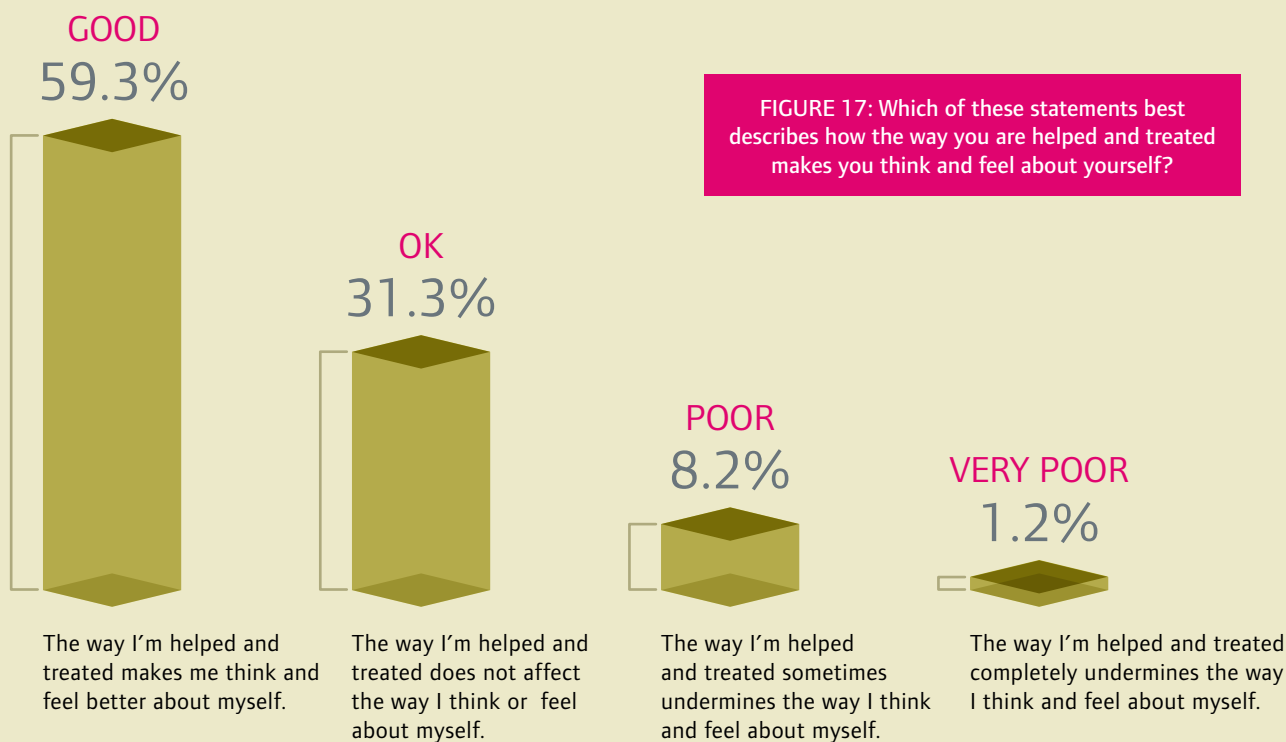 GOOD
59.3%
FIGURE 17: Which of these statements best
describes how the way you are helped and treated
makes you think and feel about yourself?
OK
31.3%
POOR
8.2%
VERY POOR
1.2%
The way I’m helped and
treated makes me think and
feel better about myself.
The way I’m helped and
treated does not affect
the way I think or feel
about myself.
The way I’m helped
and treated sometimes
undermines the way I think
and feel about myself.
The way I’m helped and treated
completely undermines the way
I think and feel about myself.